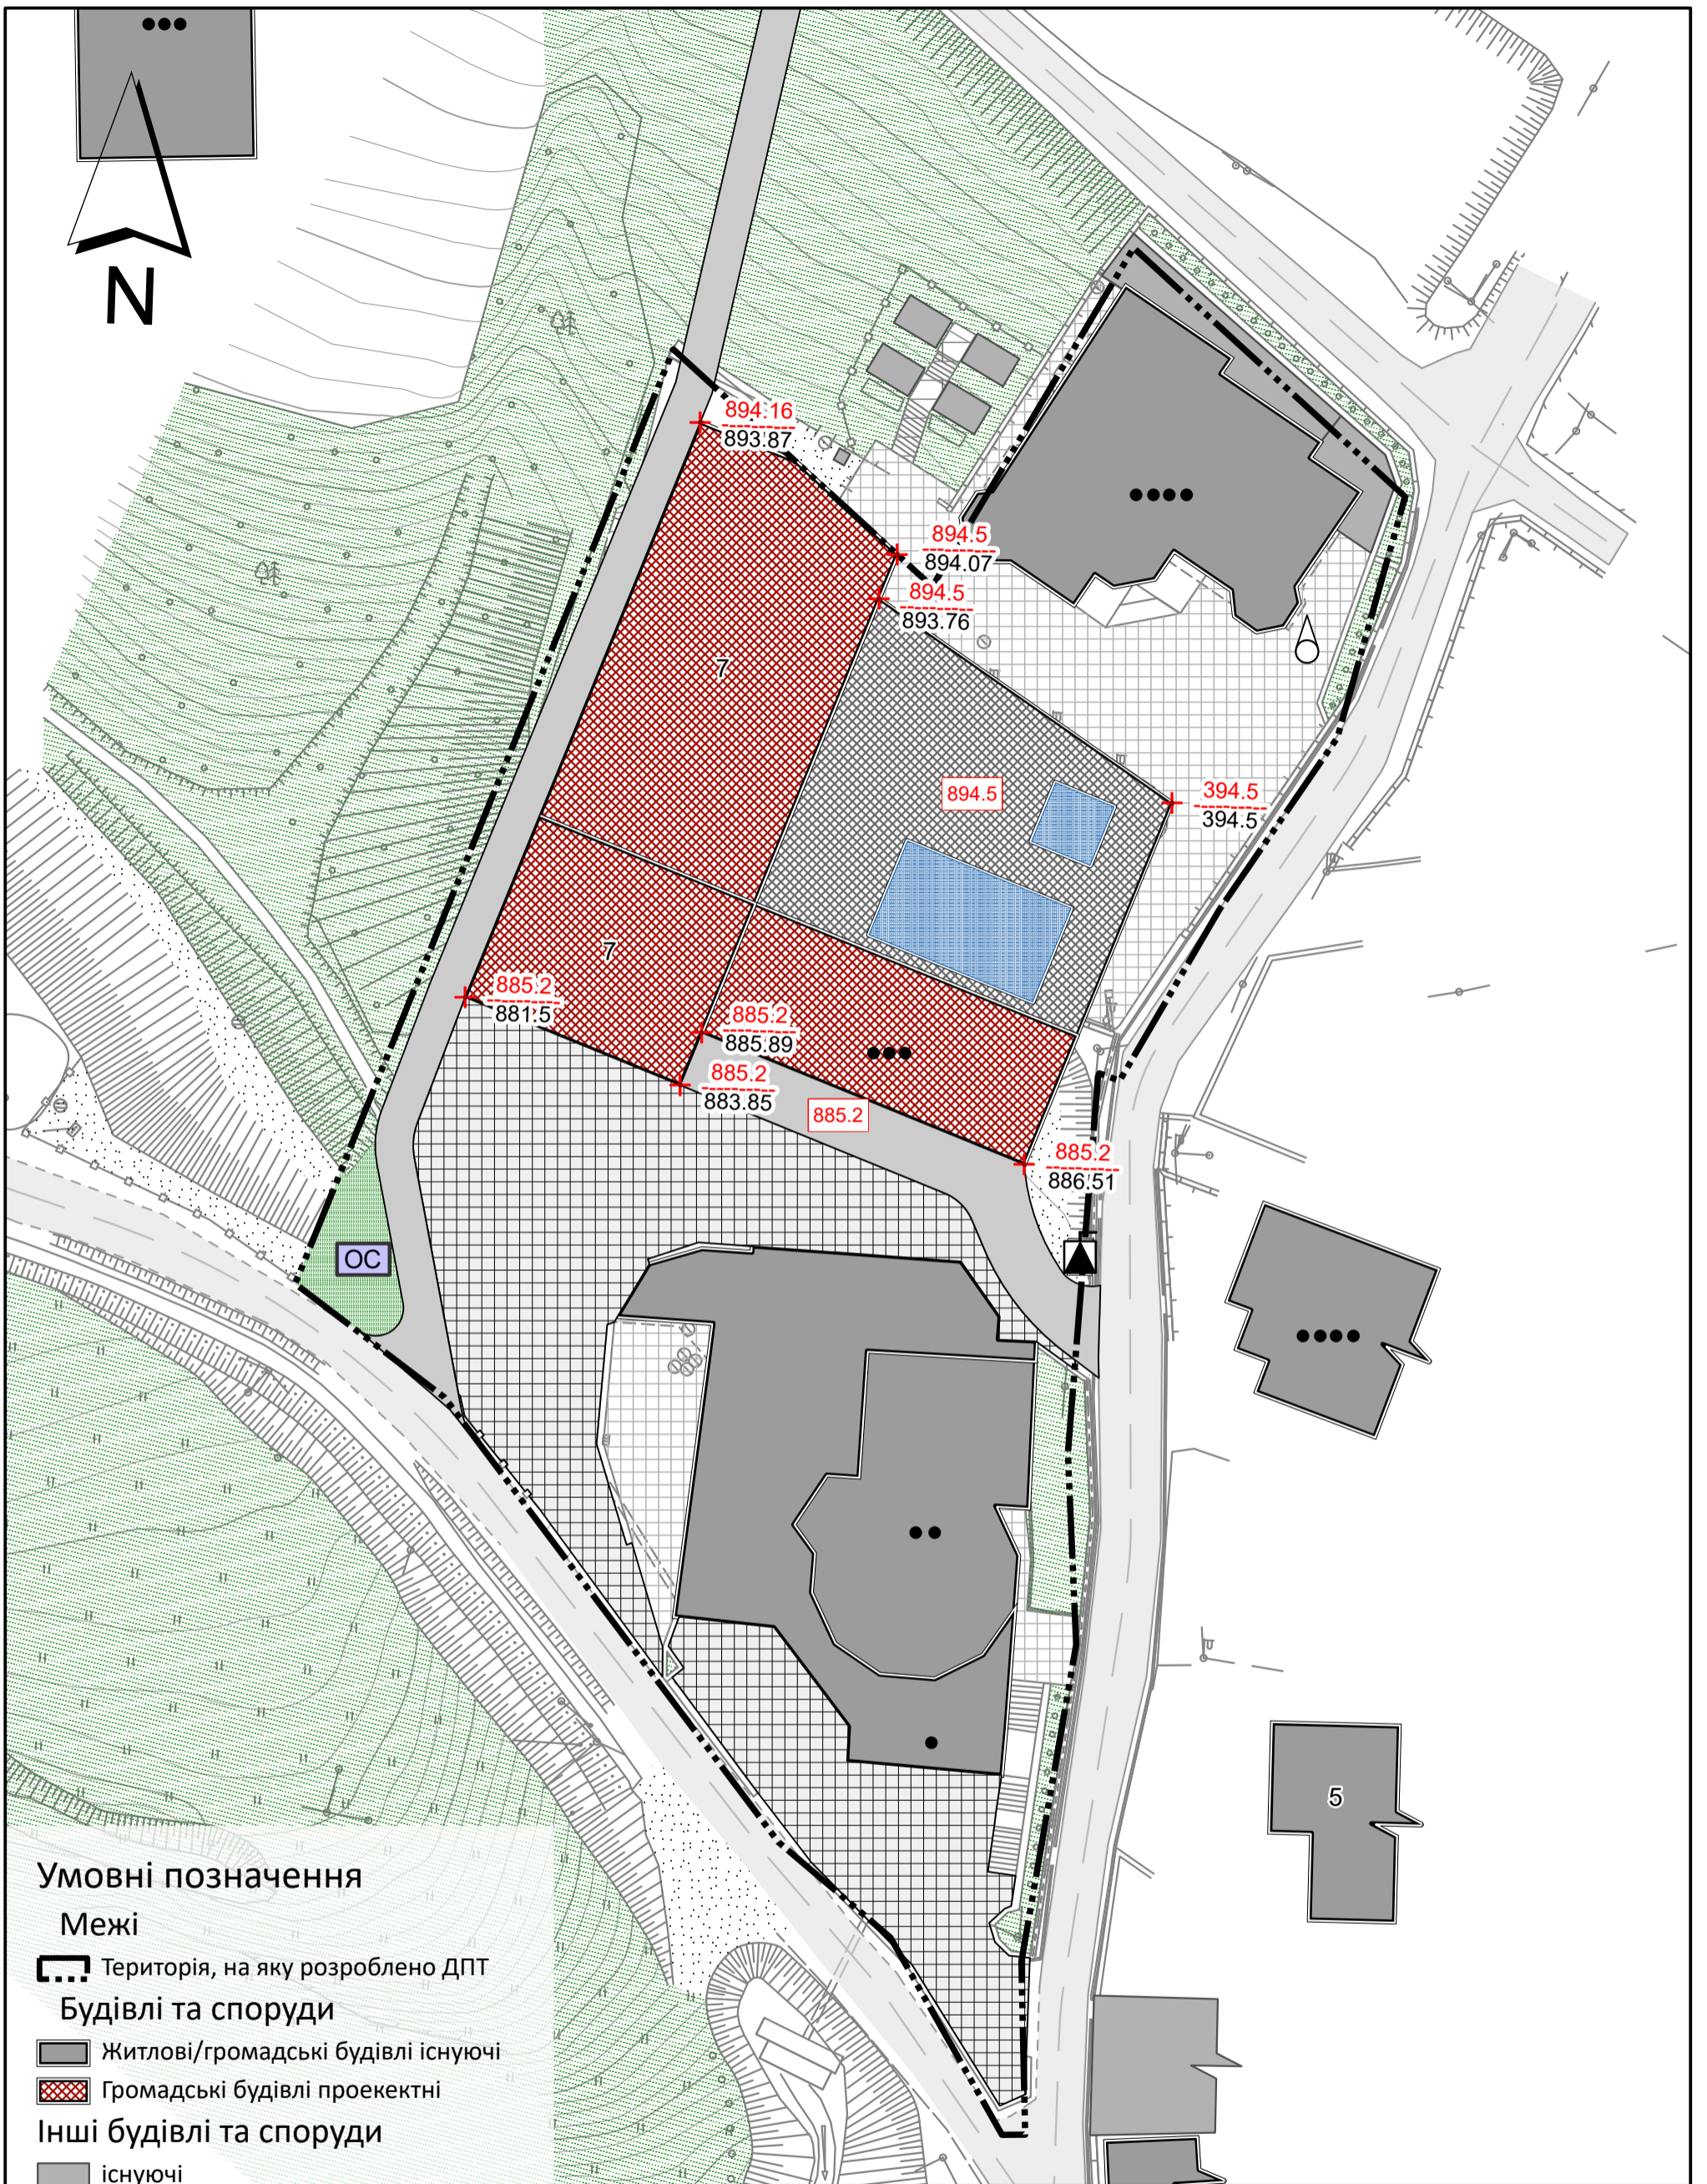 N
894.16
893.87
894.5
894.07
894.5
893.76
7
894.5
394.5
394.5
7
885.2
881.5
885.2
885.89
885.2
883.85
885.2
885.2
886.51
ОС
5
Умовні позначення
Межі
Територія, на яку розроблено ДПТ
Будівлі та споруди
Житлові/громадські будівлі існуючі
Громадські будівлі проекектні
Інші будівлі та споруди
існуючі